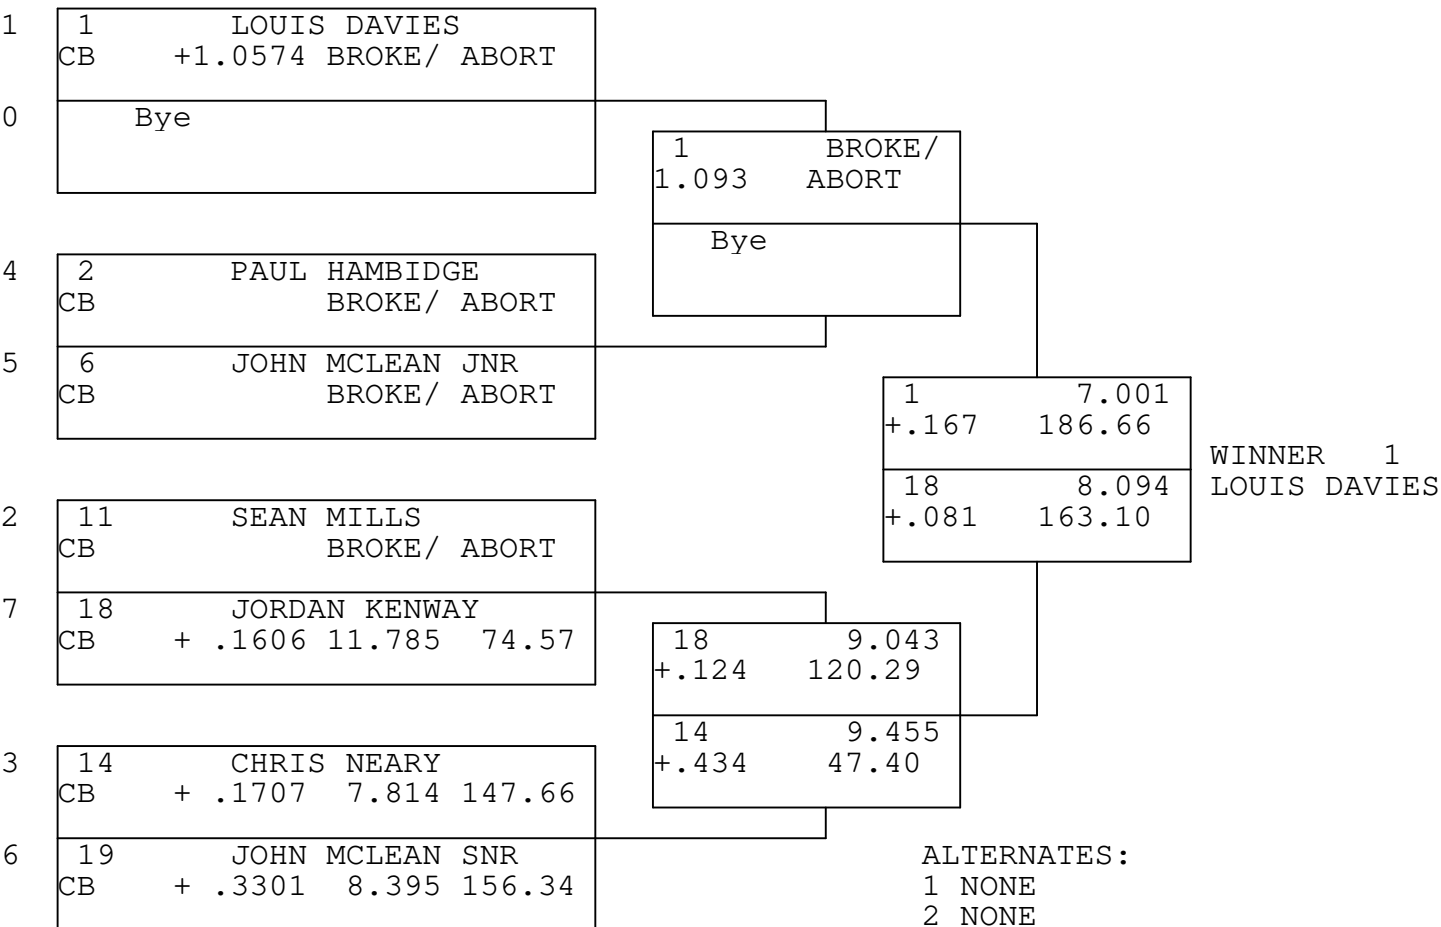 1 1 LOUIS DAVIES
CB +1.0574 BROKE/ ABORT
0 Bye
1 BROKE/
1.093 ABORT
Bye
4 2 PAUL HAMBIDGE
CB BROKE/ ABORT
5 6 JOHN MCLEAN JNR
CB BROKE/ ABORT
1 7.001
+.167 186.66
WINNER 1
LOUIS DAVIES
18 8.094
+.081 163.10
2 11 SEAN MILLS
CB BROKE/ ABORT
7 18 JORDAN KENWAY
CB + .1606 11.785 74.57
18 9.043
+.124 120.29
14 9.455
+.434 47.40
3 14 CHRIS NEARY
CB + .1707 7.814 147.66
6 19 JOHN MCLEAN SNR
CB + .3301 8.395 156.34
ALTERNATES:
1 NONE
2 NONE